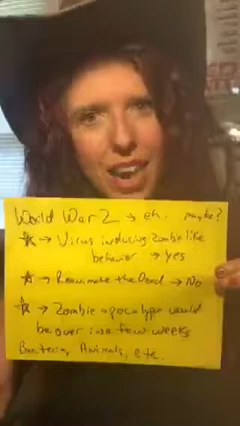 World War Z → eh. maybe?
☆ → Virus inducing zombie like
behavior → yes
☆ → Reanimate the Dead → No
☆ → Zombie apocalypse would
be over in a few weeks
Bacteria, Animals, etc.